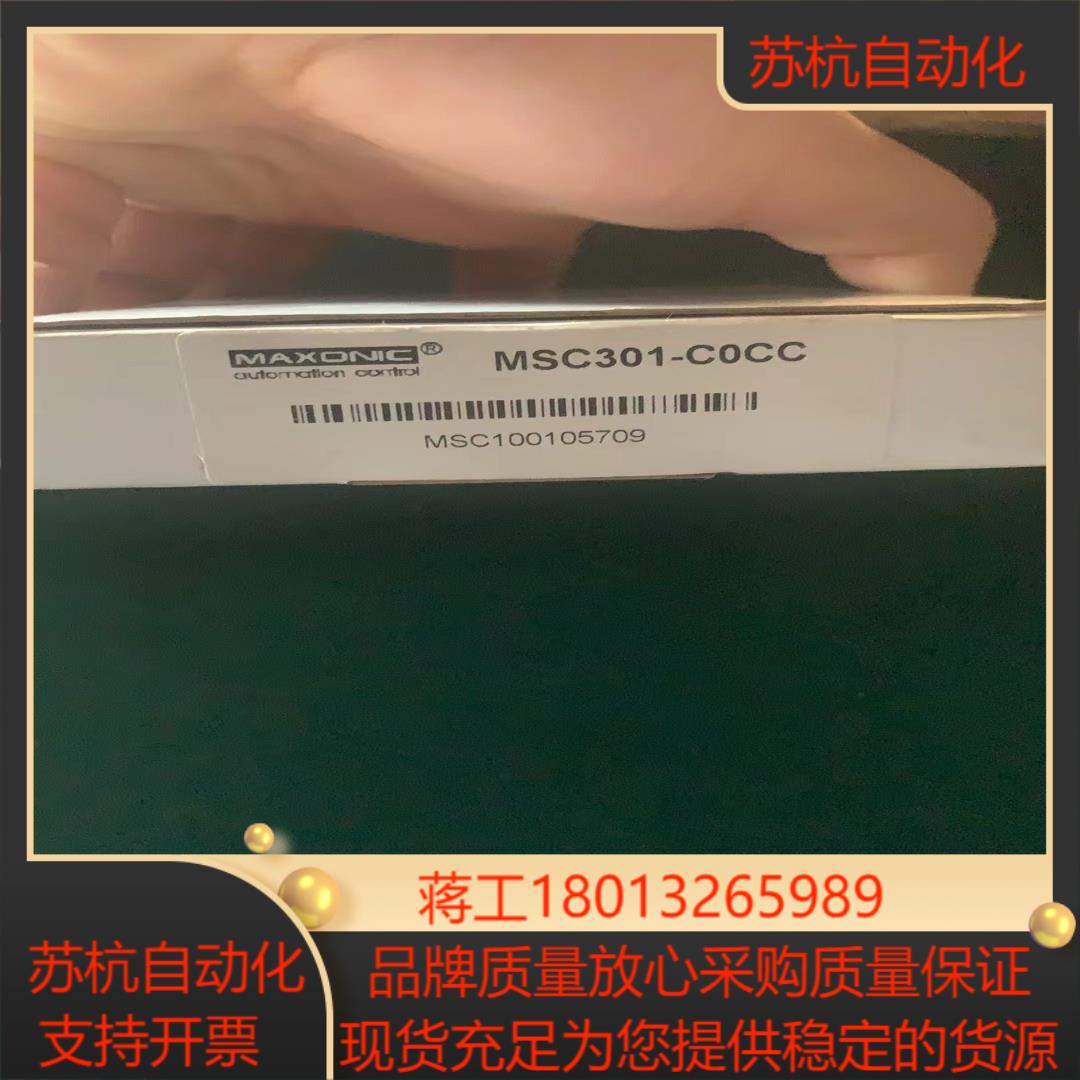 苏杭自动化
MAXONIC®
automation control
MSC301-C0CC
MSC100105709
蒋工18013265989
苏杭自动化
支持开票
品牌质量放心采购质量保证
现货充足为您提供稳定的货源